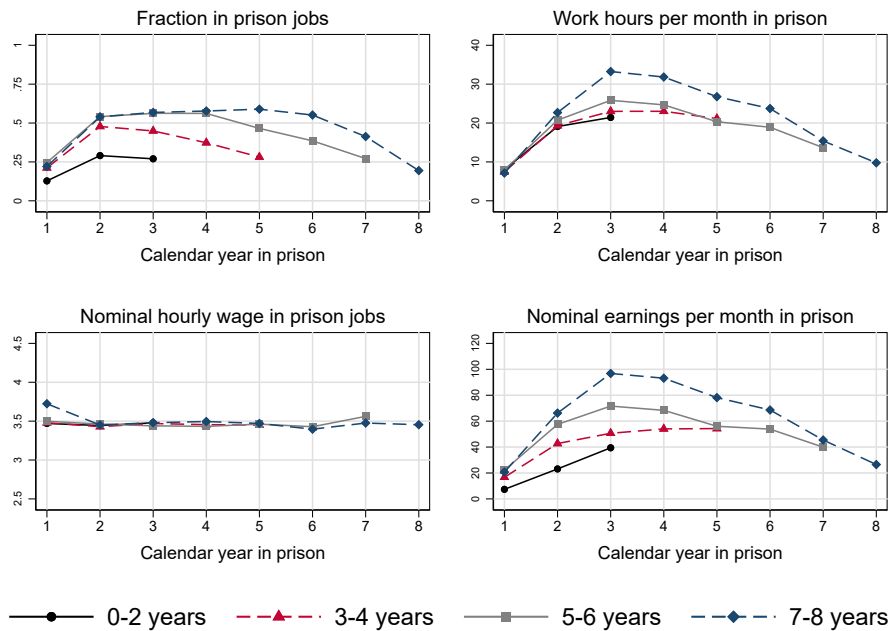 Fraction in prison jobs
1
.75
.5
.25
0
1 2 3 4 5 6 7 8
Calendar year in prison
Work hours per month in prison
40
30
20
10
0
1 2 3 4 5 6 7 8
Calendar year in prison
Nominal hourly wage in prison jobs
4.5
4
3.5
3
2.5
1 2 3 4 5 6 7 8
Calendar year in prison
Nominal earnings per month in prison
120
100
80
60
40
20
0
1 2 3 4 5 6 7 8
Calendar year in prison
0-2 years 3-4 years 5-6 years 7-8 years